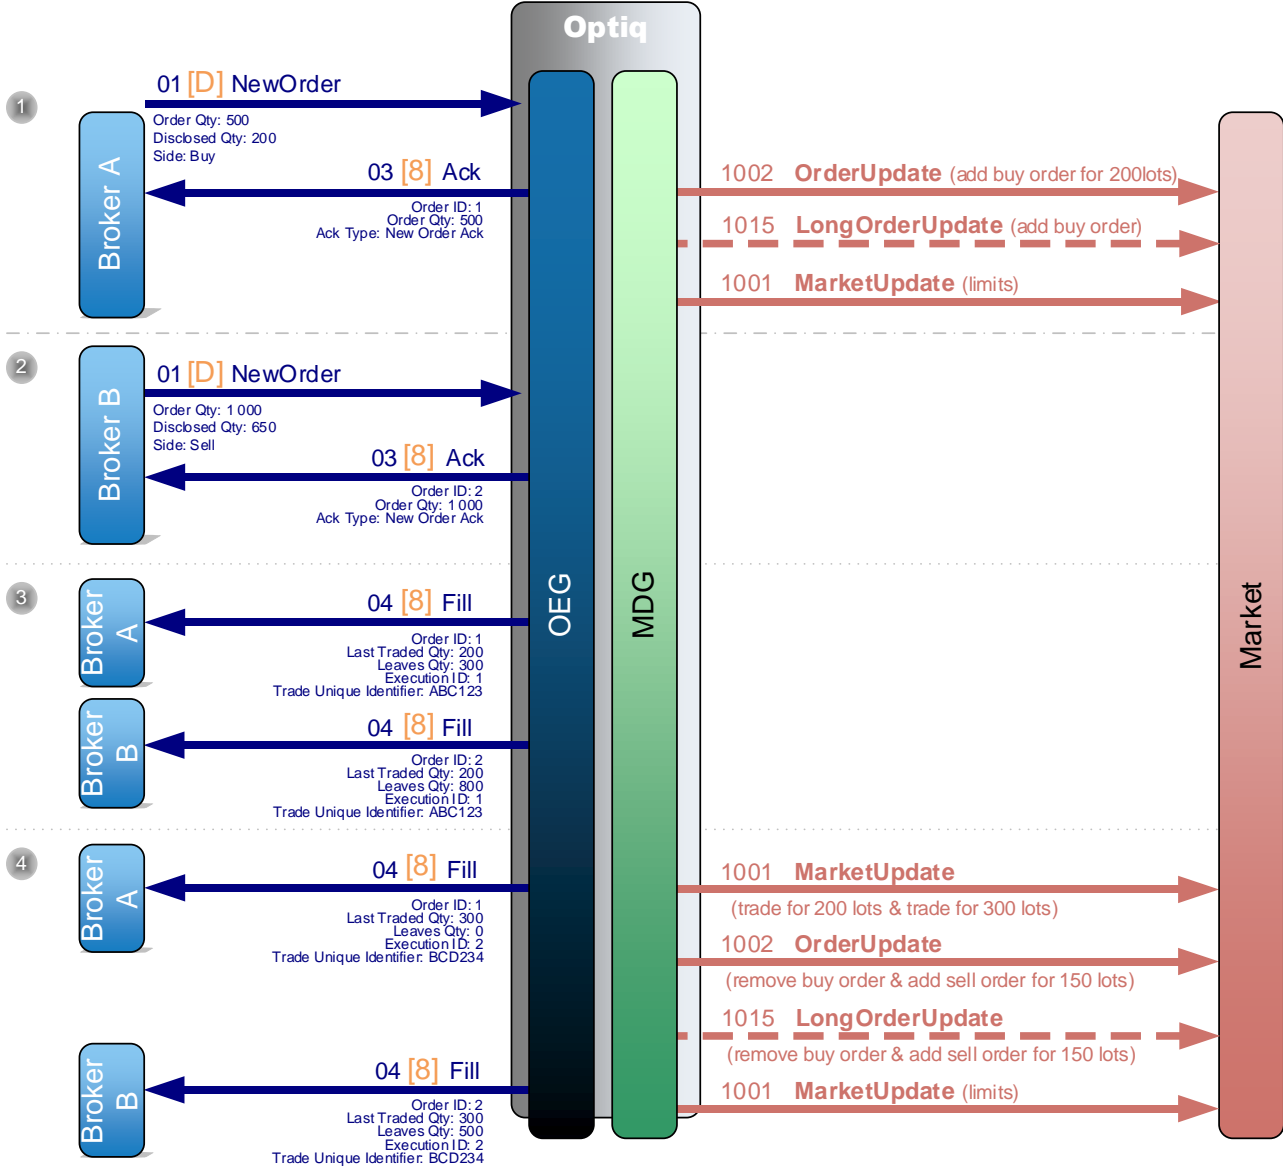 Optiq
1
01 [D] NewOrder
Order Qty: 500
Disclosed Qty: 200
Side: Buy
Broker A
03 [8] Ack
Order ID: 1
Order Qty: 500
Ack Type: New Order Ack
1002 OrderUpdate (add buy order for 200lots)
1015 LongOrderUpdate (add buy order)
1001 MarketUpdate (limits)
2
01 [D] NewOrder
Order Qty: 1 000
Disclosed Qty: 650
Side: Sell
Broker B
03 [8] Ack
Order ID: 2
Order Qty: 1 000
Ack Type: New Order Ack
OEG
MDG
Market
3
Broker
A
04 [8] Fill
Order ID: 1
Last Traded Qty: 200
Leaves Qty: 300
Execution ID: 1
Trade Unique Identifier: ABC123
Broker
B
04 [8] Fill
Order ID: 2
Last Traded Qty: 200
Leaves Qty: 800
Execution ID: 1
Trade Unique Identifier: ABC123
4
Broker
A
04 [8] Fill
Order ID: 1
Last Traded Qty: 300
Leaves Qty: 0
Execution ID: 2
Trade Unique Identifier: BCD234
1001 MarketUpdate
(trade for 200 lots & trade for 300 lots)
1002 OrderUpdate
(remove buy order & add sell order for 150 lots)
1015 LongOrderUpdate
(remove buy order & add sell order for 150 lots)
Broker
B
04 [8] Fill
Order ID: 2
Last Traded Qty: 300
Leaves Qty: 500
Execution ID: 2
Trade Unique Identifier: BCD234
1001 MarketUpdate (limits)